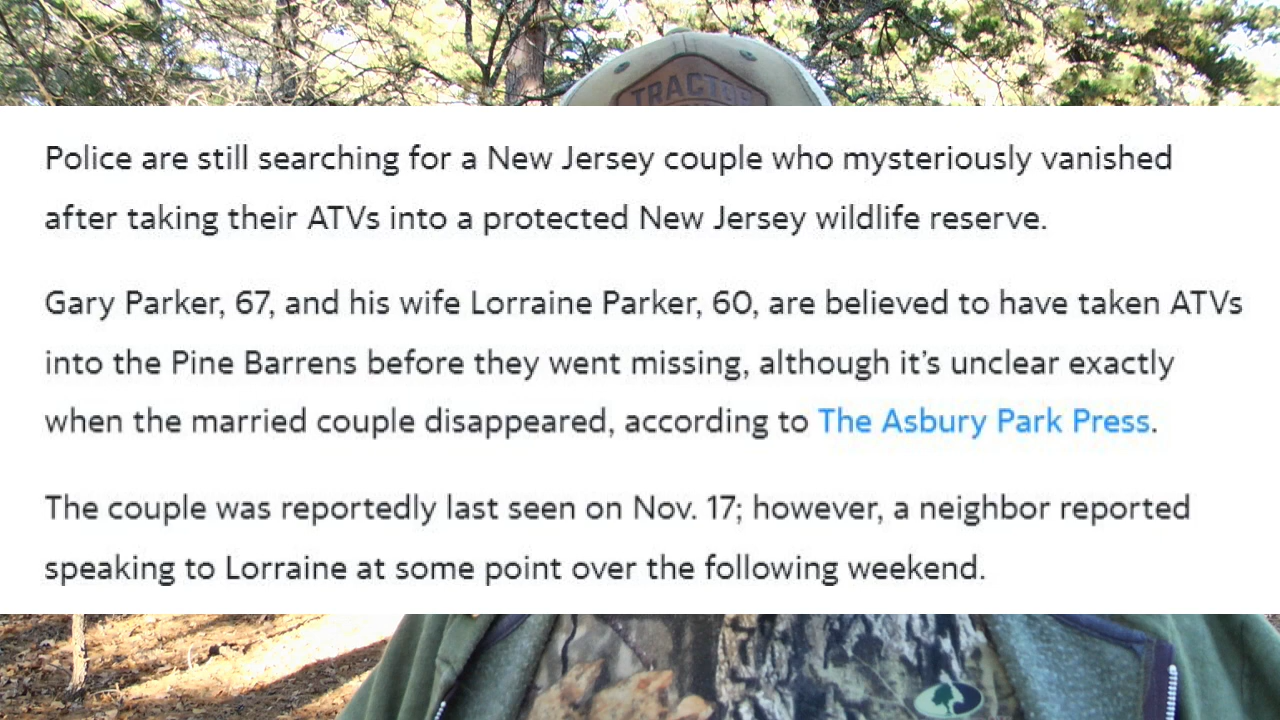 TRACTOR
Police are still searching for a New Jersey couple who mysteriously vanished
after taking their ATVs into a protected New Jersey wildlife reserve.
Gary Parker, 67, and his wife Lorraine Parker, 60, are believed to have taken ATVs
into the Pine Barrens before they went missing, although it’s unclear exactly
when the married couple disappeared, according to The Asbury Park Press.
The couple was reportedly last seen on Nov. 17; however, a neighbor reported
speaking to Lorraine at some point over the following weekend.